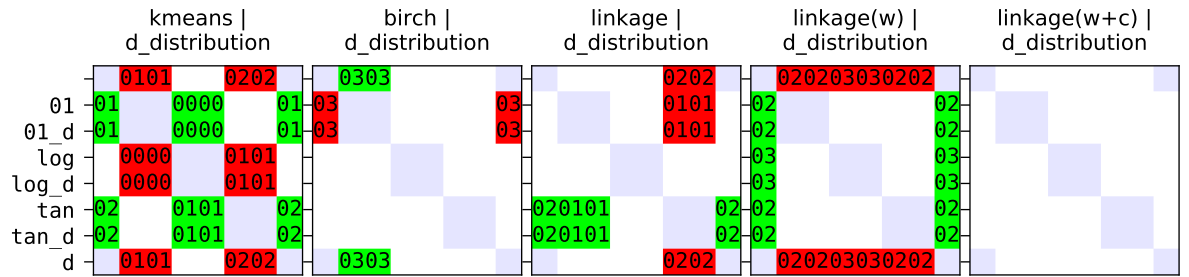 kmeans | birch | linkage | linkage(w) | linkage(w+c) |
d_distribution d_distribution d_distribution d_distribution d_distribution
0101 0202 0303 0202 020203030202
01 01 0000 01 03 03 0101 02 02
01_d 01 0000 01 03 03 0101 02 02
log 0000 0101 03 03
log_d 0000 0101 03 03
tan 02 0101 02 020101 02 02 02
tan_d 02 0101 02 020101 02 02 02
d 0101 0202 0303 0202 020203030202